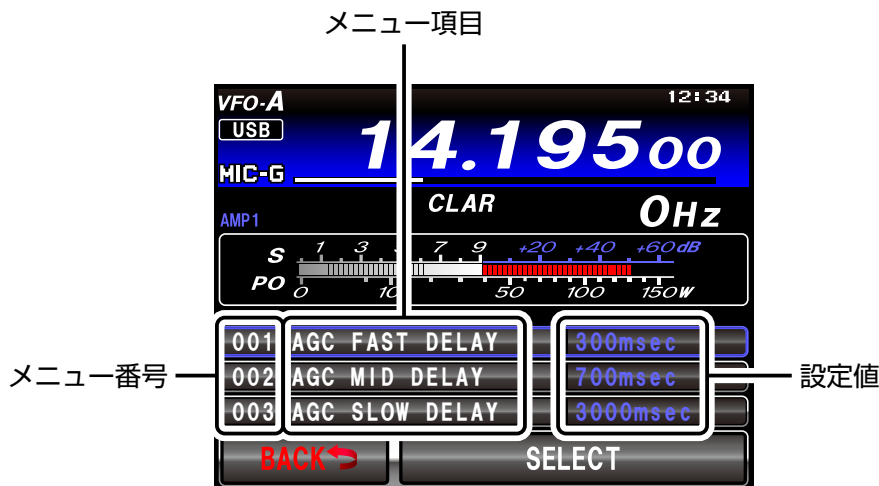 メニュー項目
VFO-A 12:34
USB
14.19500
MIC-G
CLAR 0Hz
AMP1
S 1 3 5 7 9 +20 +40 +60dB
PO 0 10 50 100 150W
メニュー番号
001 AGC FAST DELAY 300msec
002 AGC MID DELAY 700msec
003 AGC SLOW DELAY 3000msec
設定値
BACK SELECT